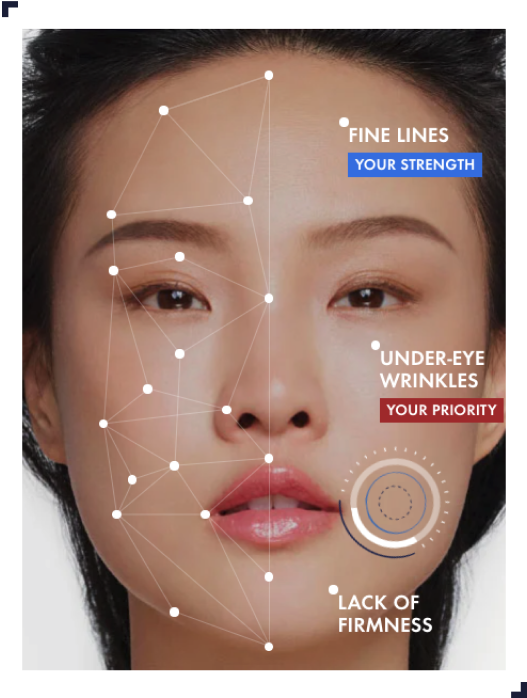 FINE LINES
YOUR STRENGTH
UNDER-EYE
WRINKLES
YOUR PRIORITY
LACK OF
FIRMNESS